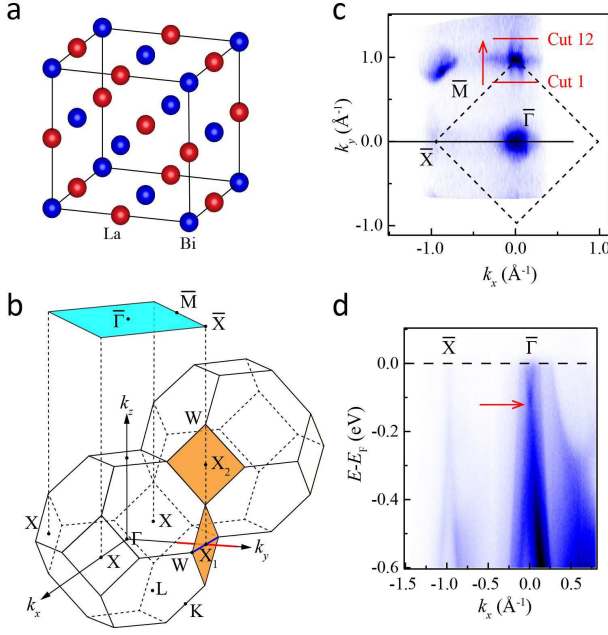 a
La
Bi
b
Γ̅
M̅
X̅
k_z
W
X₂
X
X
Γ
X
W
X₁
k_y
k_x
L
K
c
Cut 12
1.0
M̅
Cut 1
Γ̅
k_y (Å⁻¹)
0.0
X̅
-1.0
-1.0
0.0
1.0
k_x (Å⁻¹)
d
X̅
Γ̅
0.0
-0.2
E-E_F (eV)
-0.4
-0.6
-1.5
-1.0
-0.5
0.0
0.5
k_x (Å⁻¹)